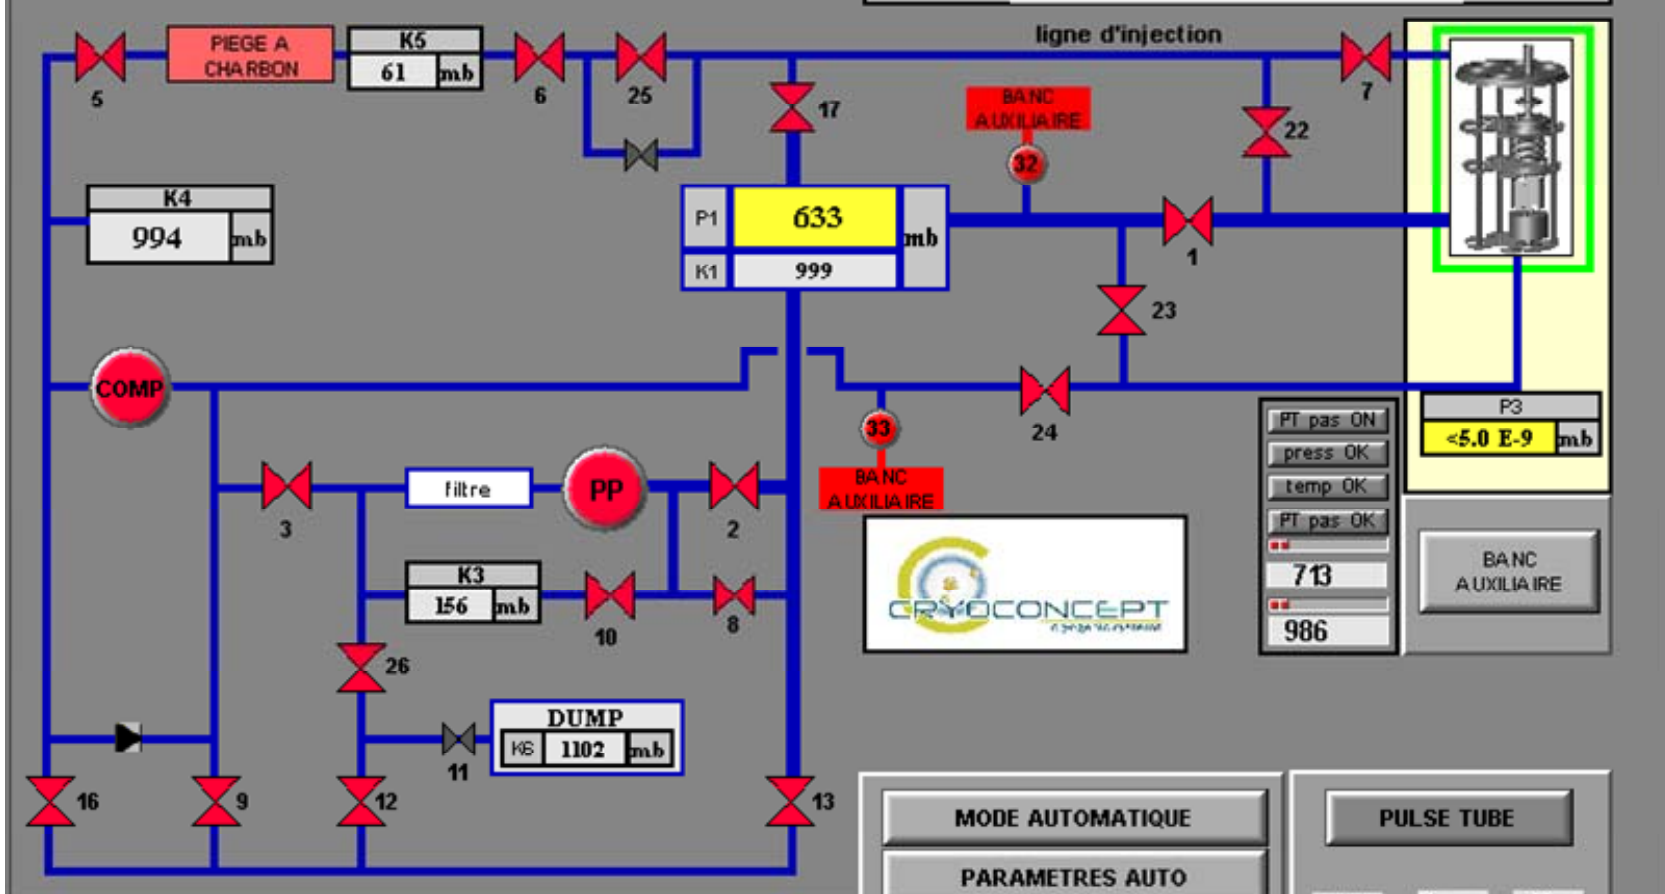 ligne d'injection
PIEGE A
CHARBON
K5
61 mb
5
6
25
17
7
BANC
AUXILIAIRE
32
22
K4
994 mb
P1 633 mb
K1 999
1
23
COMP
24
33
BANC
AUXILIAIRE
P3
<5.0 E-9 mb
PT pas ON
press OK
temp OK
PT pas OK
713
986
3
filtre
PP
2
K3
156 mb
10
8
26
CRYOCONCEPT
BANC
AUXILIAIRE
DUMP
K6 1102 mb
11
16
9
12
13
MODE AUTOMATIQUE
PARAMETRES AUTO
PULSE TUBE